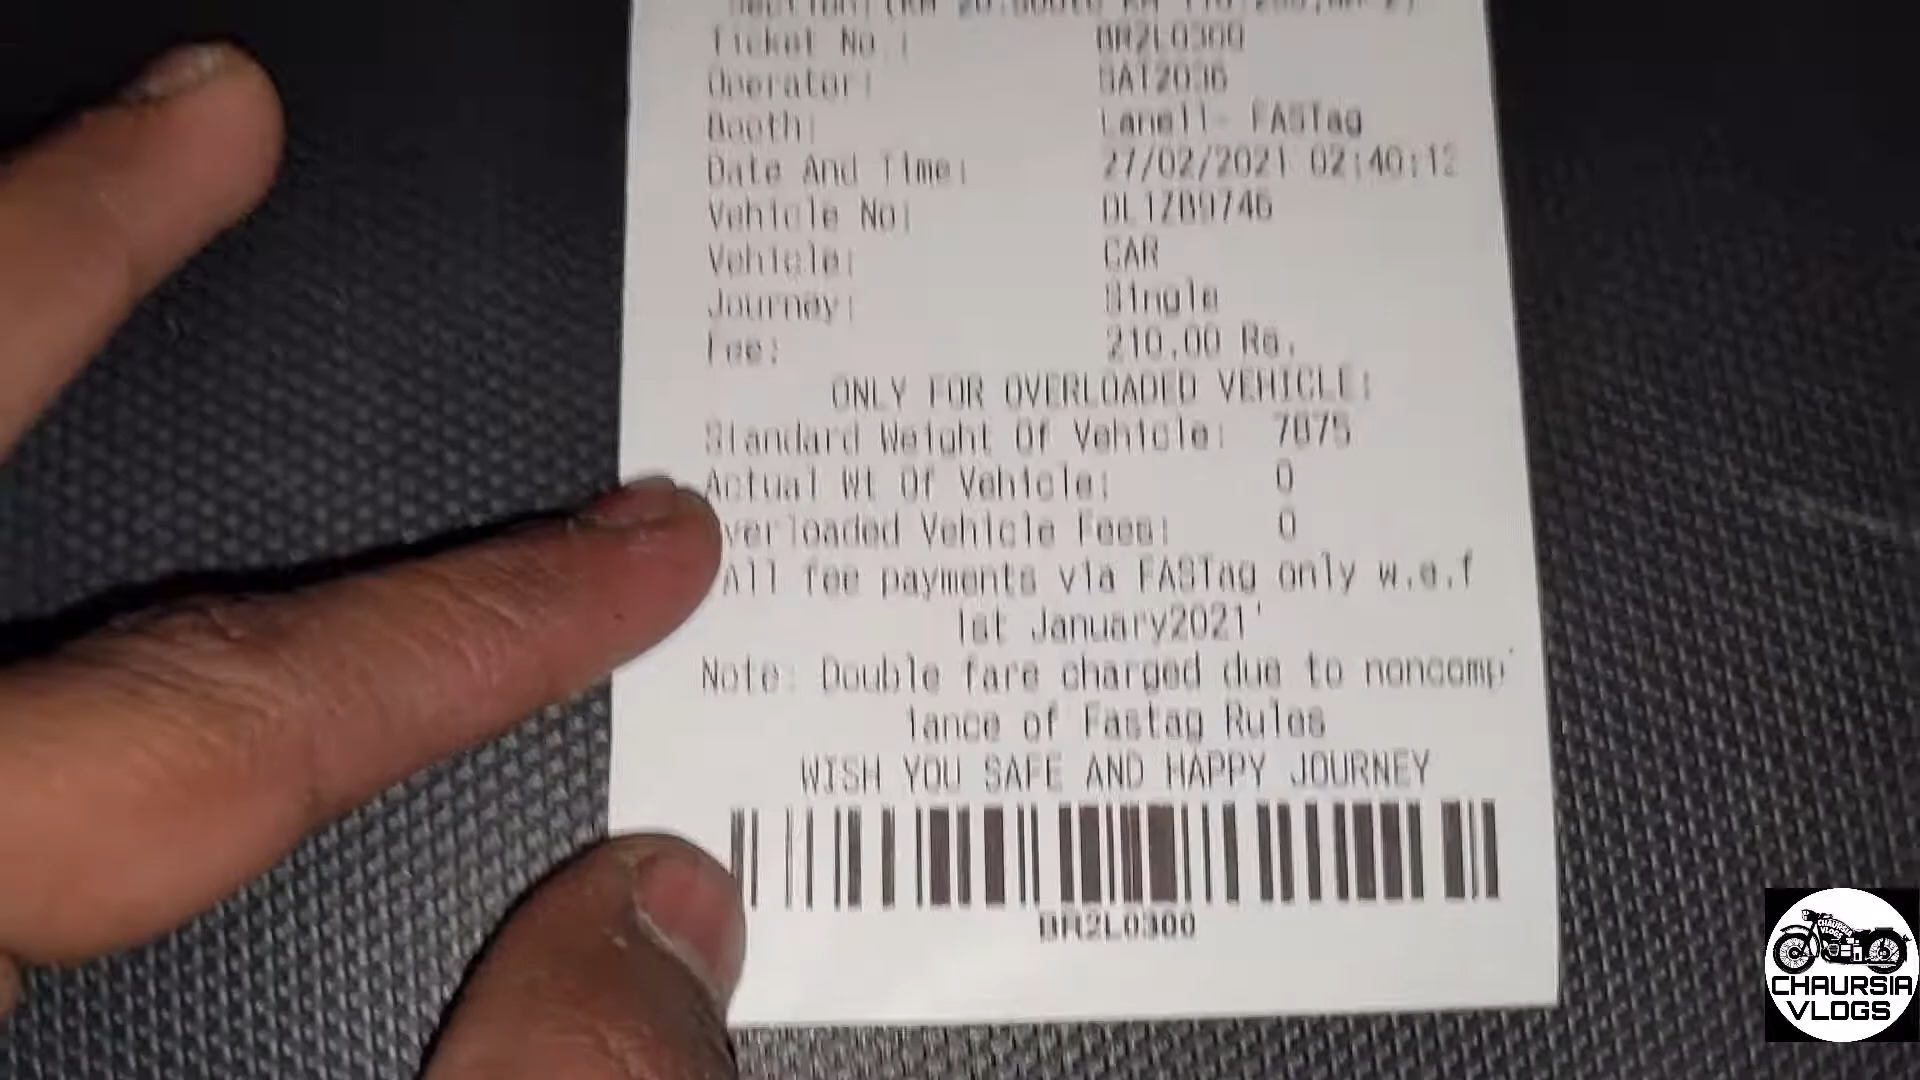 Ticket No.: BR2L0300
Operator: SAT2036
Booth: Lane11- FASTag
Date And Time: 27/02/2021 02:40:12
Vehicle No: DL1ZB9746
Vehicle: CAR
Journey: Single
Fee: 210.00 Rs.
ONLY FOR OVERLOADED VEHICLE:
Standard Weight Of Vehicle: 7875
Actual Wt Of Vehicle: 0
verloaded Vehicle Fees: 0
All fee payments via FASTag only w.e.f
1st January2021'
Note: Double fare charged due to noncomp
lance of Fastag Rules
WISH YOU SAFE AND HAPPY JOURNEY
BR2L0300
CHAURSIA
VLOGS